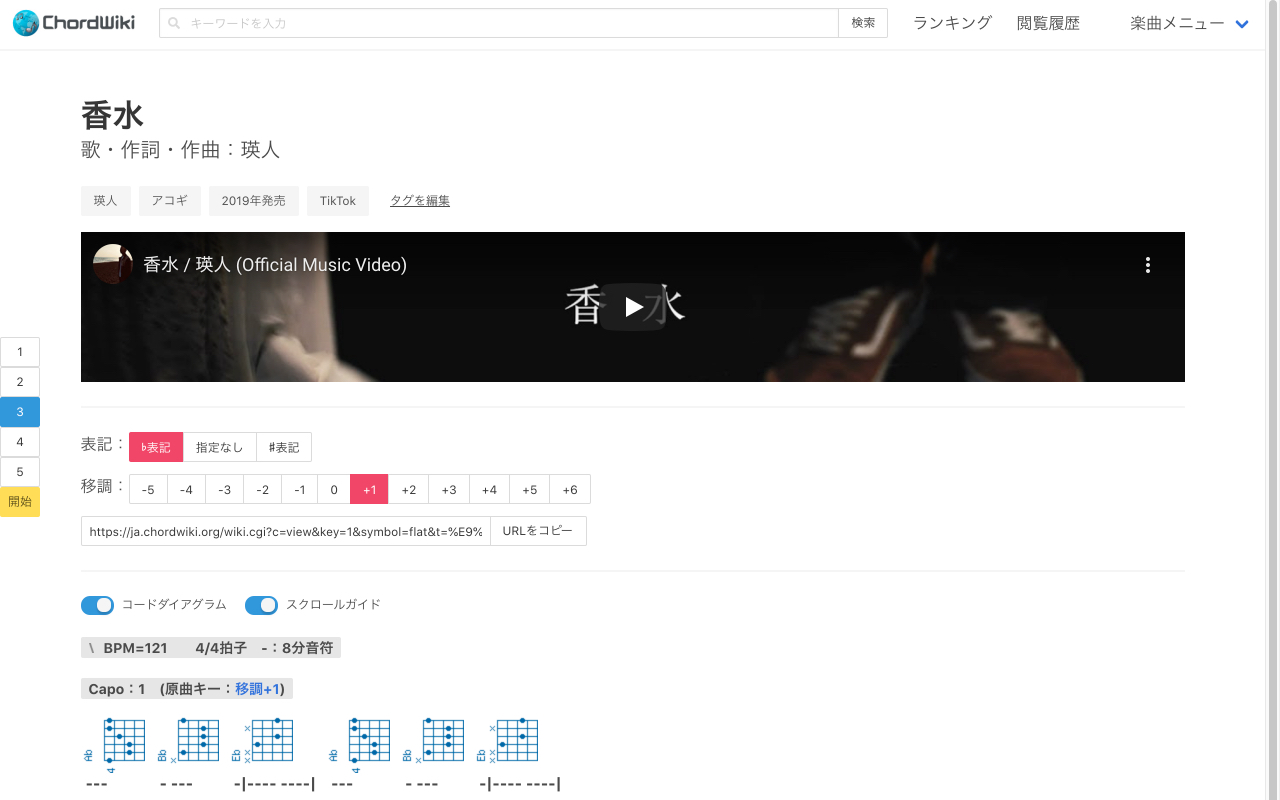 ChordWiki キーワードを入力 検索 ランキング 閲覧履歴 楽曲メニュー
香水
歌・作詞・作曲：瑛人
瑛人 アコギ 2019年発売 TikTok タグを編集
香水 / 瑛人 (Official Music Video)
香水
1
2
3
4
5
開始
表記： ♭表記 指定なし ♯表記
移調： -5 -4 -3 -2 -1 0 +1 +2 +3 +4 +5 +6
https://ja.chordwiki.org/wiki.cgi?c=view&key=1&symbol=flat&t=%E9% URLをコピー
コードダイアグラム スクロールガイド
\ BPM=121 4/4拍子 -：8分音符
Capo：1 (原曲キー：移調+1)
Ab Bb Eb Ab Bb Eb
4 4
--- - --- -|---- ----| --- - --- -|---- ----|